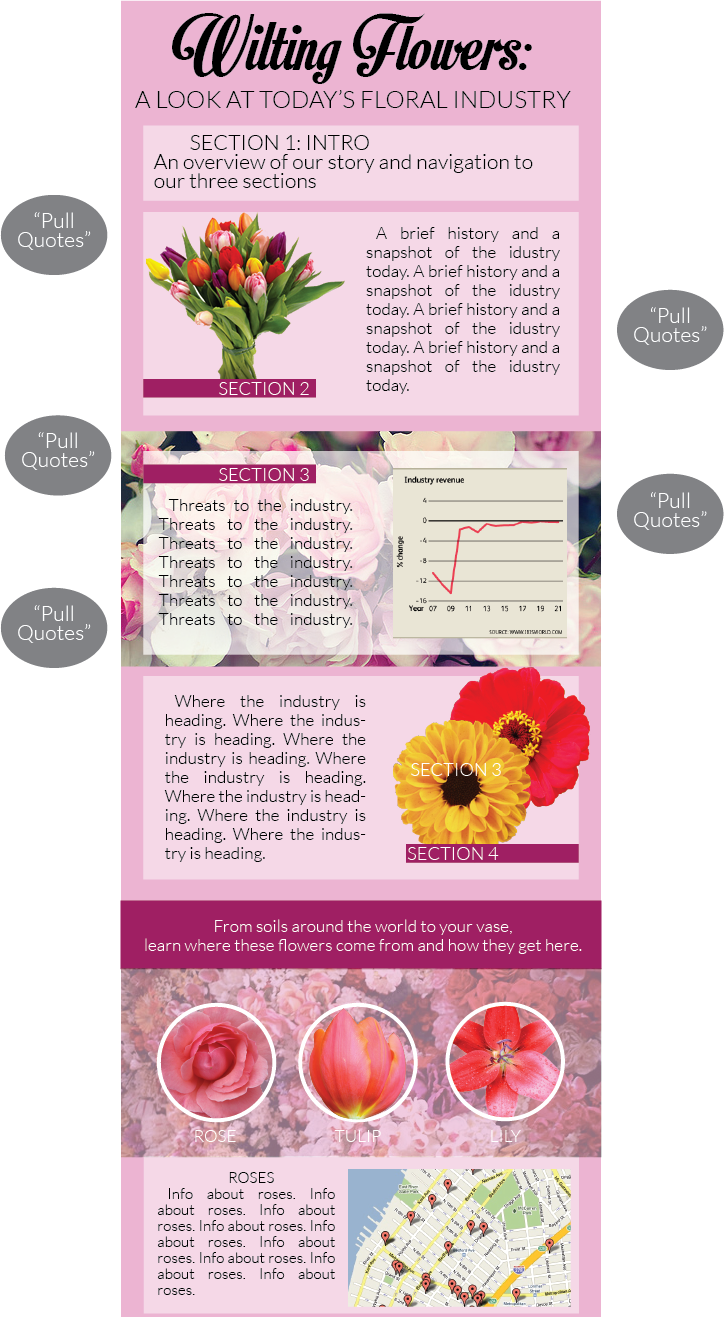 Wilting Flowers:
A LOOK AT TODAY'S FLORAL INDUSTRY
SECTION 1: INTRO
An overview of our story and navigation to
our three sections
“Pull
Quotes”
A brief history and a
snapshot of the idustry
today. A brief history and a
snapshot of the idustry
today. A brief history and a
snapshot of the idustry
today. A brief history and a
snapshot of the idustry
today.
SECTION 2
“Pull
Quotes”
“Pull
Quotes”
SECTION 3
Threats to the industry.
Threats to the industry.
Threats to the industry.
Threats to the industry.
Threats to the industry.
Threats to the industry.
Threats to the industry.
Industry revenue
% change
4
0
-4
-8
-12
-16
Year 07 09 11 13 15 17 19 21
SOURCE: WWW.IBISWORLD.COM
“Pull
Quotes”
“Pull
Quotes”
Where the industry is
heading. Where the indus-
try is heading. Where the
industry is heading. Where
the industry is heading.
Where the industry is head-
ing. Where the industry is
heading. Where the indus-
try is heading.
SECTION 3
SECTION 4
From soils around the world to your vase,
learn where these flowers come from and how they get here.
ROSE
TULIP
LILY
ROSES
Info about roses. Info
about roses. Info about
roses. Info about roses. Info
about roses. Info about
roses. Info about roses. Info
about roses. Info about
roses.